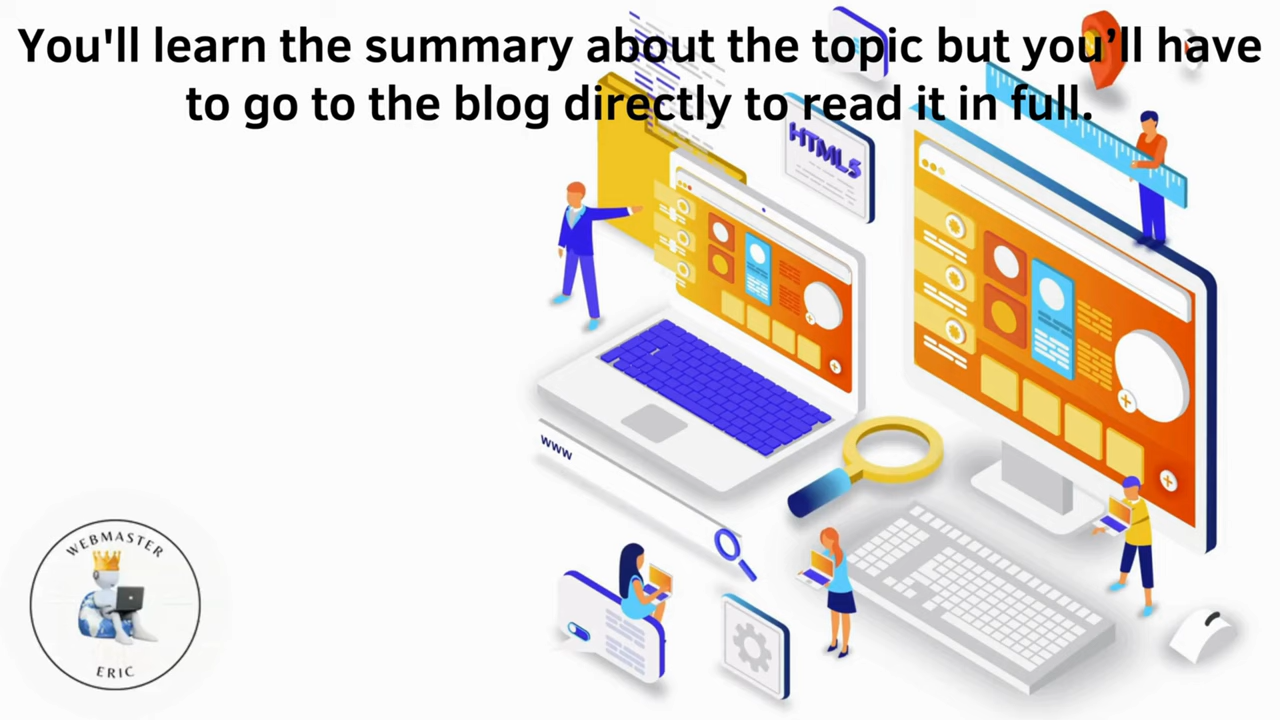 You'll learn the summary about the topic but you’ll have
to go to the blog directly to read it in full.
HTML5
WWW
WEBMASTER
ERIC